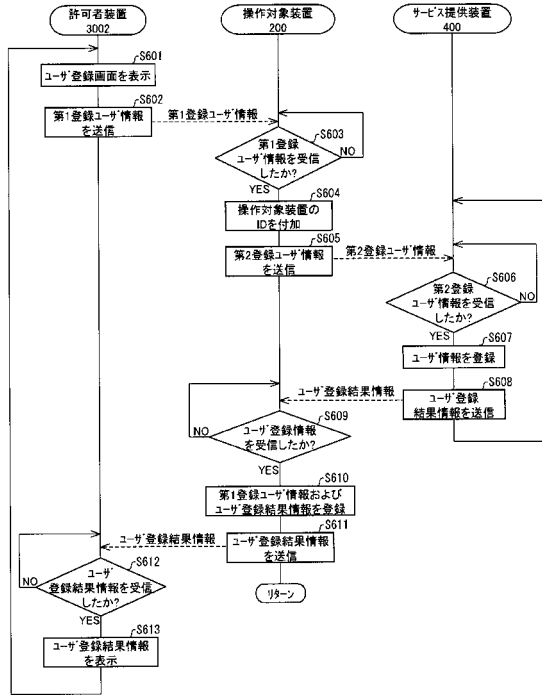 許可者装置
3002
操作対象装置
200
サービス提供装置
400
S601
ユーザ登録画面を表示
S602
第1登録ユーザ情報
を送信
第1登録ユーザ情報
S603
第1登録
ユーザ情報を受信
したか?
NO
YES
S604
操作対象装置の
IDを付加
S605
第2登録ユーザ情報
を送信
第2登録ユーザ情報
S606
第2登録
ユーザ情報を受信
したか?
NO
YES
S607
ユーザ情報を登録
S608
ユーザ登録
結果情報を送信
ユーザ登録結果情報
S609
ユーザ登録情報
を受信したか?
NO
YES
S610
第1登録ユーザ情報および
ユーザ登録結果情報を登録
S611
ユーザ登録結果情報
を送信
ユーザ登録結果情報
リターン
S612
ユーザ
登録結果情報を受信
したか?
NO
YES
S613
ユーザ登録結果情報
を表示